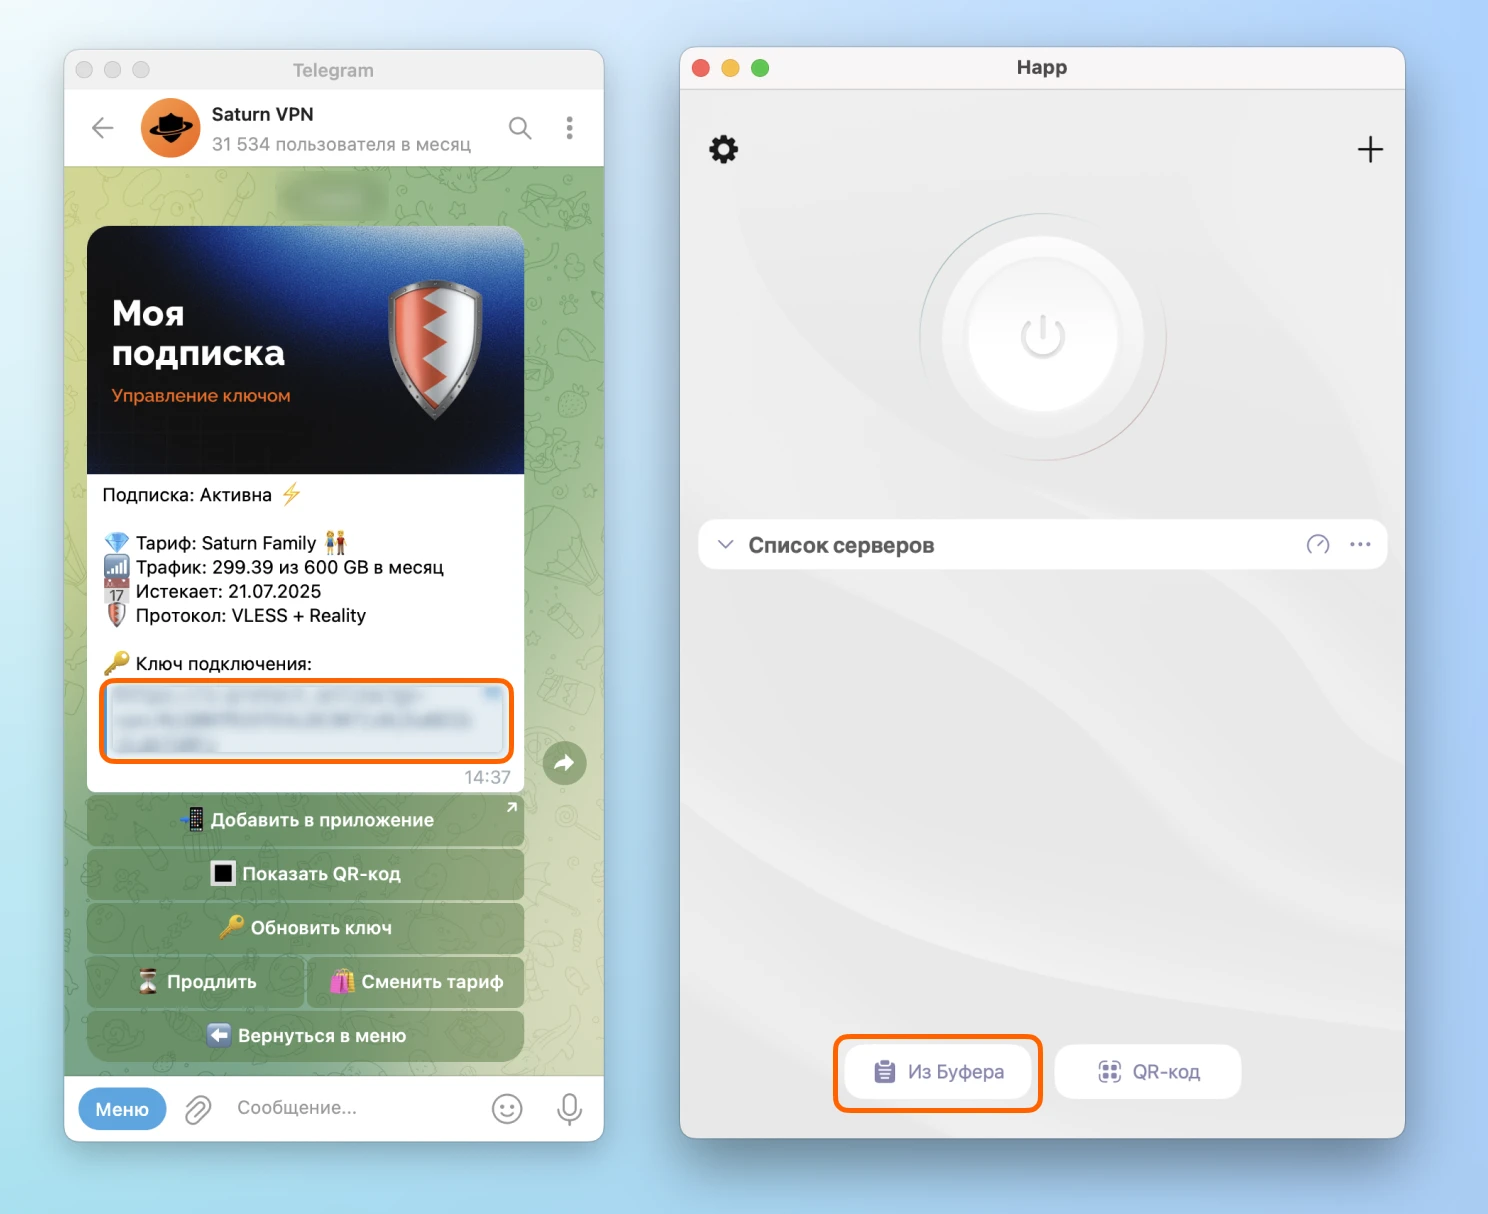 Telegram
Saturn VPN
31 534 пользователя в месяц
Моя
подписка
Управление ключом
Подписка: Активна ⚡
💎 Тариф: Saturn Family 👫
📶 Трафик: 299.39 из 600 GB в месяц
📅 Истекает: 21.07.2025
🛡 Протокол: VLESS + Reality
🔑 Ключ подключения:
14:37
📲 Добавить в приложение
🔳 Показать QR-код
🔑 Обновить ключ
⏳ Продлить
🛍 Сменить тариф
⬅️ Вернуться в меню
Меню
Сообщение...
Happ
Список серверов
Из Буфера
QR-код